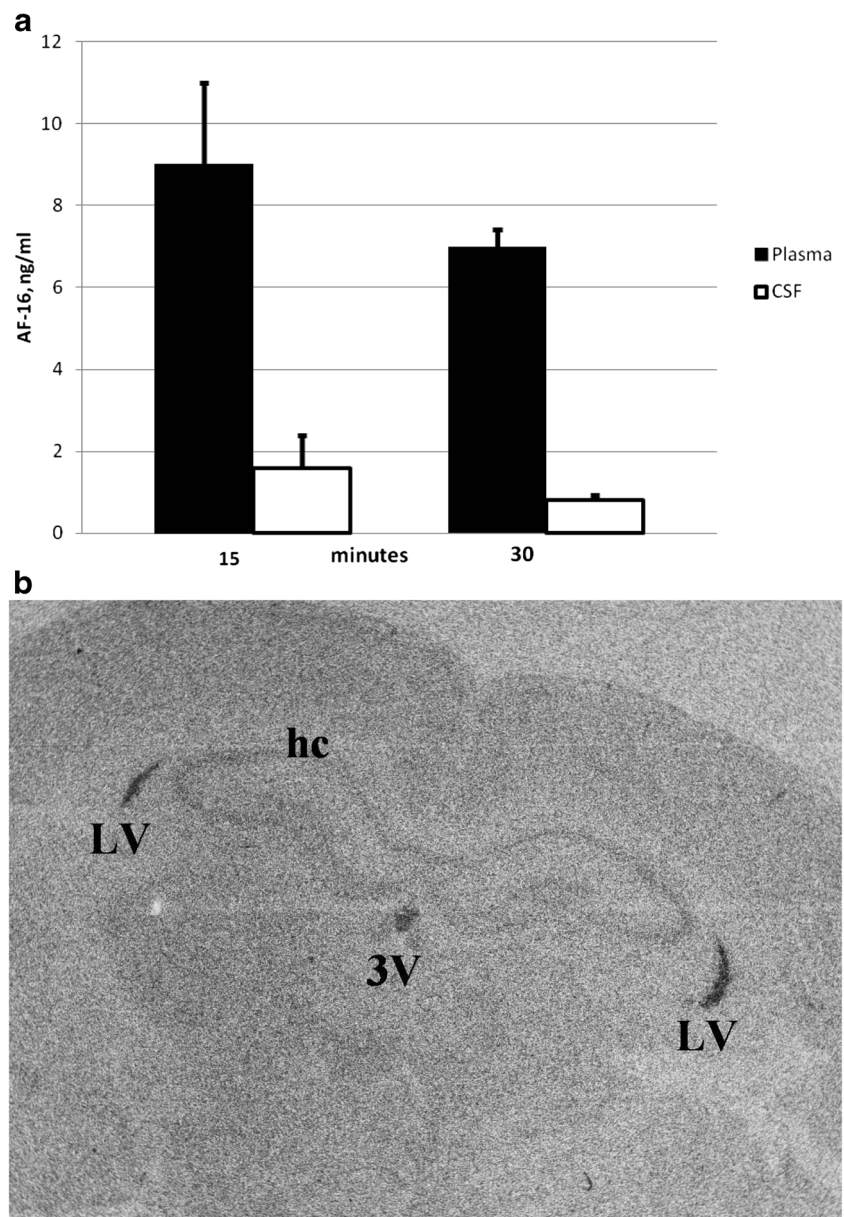 a
12
10
8
6
4
2
0
AF-16, ng/ml
15 minutes 30
Plasma
CSF
b
hc
LV
3V
LV